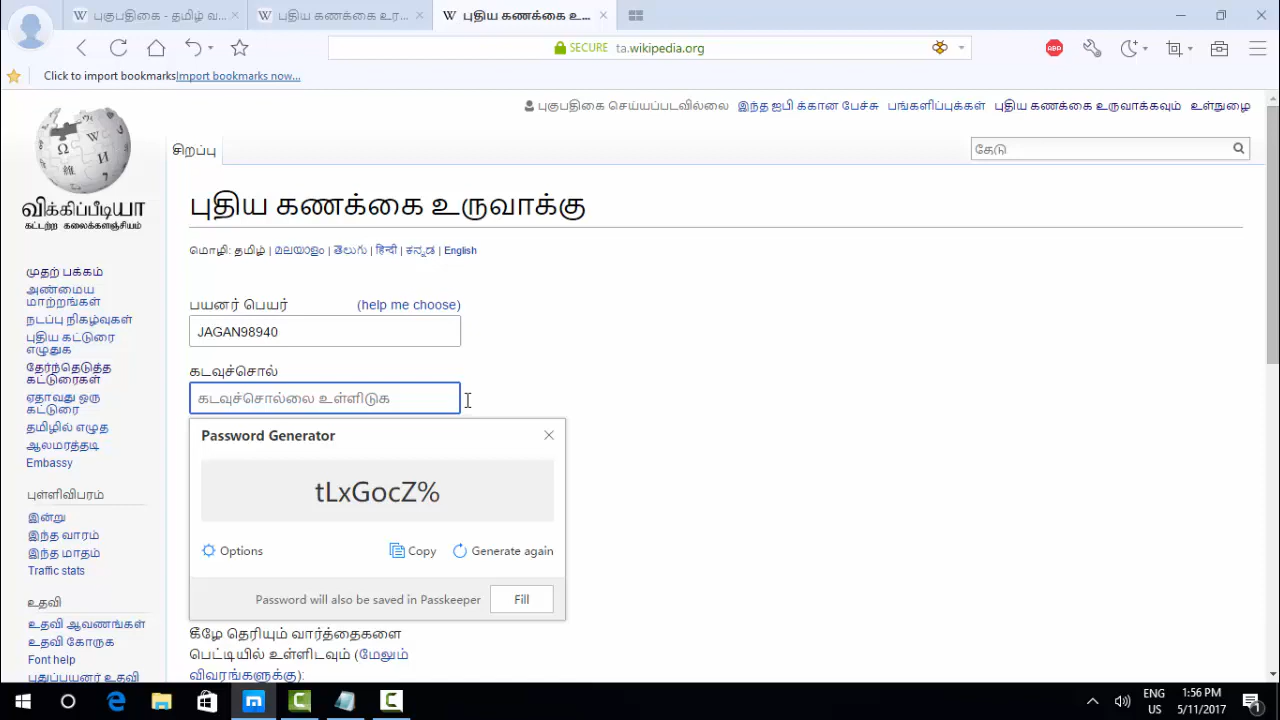 புகுபதிகை - தமிழ் வ...
புதிய கணக்கை உர...
புதிய கணக்கை உ...
SECURE ta.wikipedia.org
ABP
Click to import bookmarks Import bookmarks now...
புகுபதிகை செய்யப்படவில்லை இந்த ஐபி க்கான பேச்சு பங்களிப்புக்கள் புதிய கணக்கை உருவாக்கவும் உள்நுழை
சிறப்பு
தேடு
விக்கிப்பீடியா
கட்டற்ற கலைக்களஞ்சியம்
புதிய கணக்கை உருவாக்கு
மொழி: தமிழ் | മലയാളം | తెలుగు | हिन्दी | ಕನ್ನಡ | English
முதற் பக்கம்
அண்மைய
மாற்றங்கள்
நடப்பு நிகழ்வுகள்
புதிய கட்டுரை
எழுதுக
தேர்ந்தெடுத்த
கட்டுரைகள்
ஏதாவது ஒரு
கட்டுரை
தமிழில் எழுத
ஆலமரத்தடி
Embassy
புள்ளிவிபரம்
இன்று
இந்த வாரம்
இந்த மாதம்
Traffic stats
உதவி
உதவி ஆவணங்கள்
உதவி கோருக
Font help
புதுப்பயனர் உதவி
பயனர் பெயர் (help me choose)
JAGAN98940
கடவுச்சொல்
கடவுச்சொல்லை உள்ளிடுக
Password Generator
tLxGocZ%
Options Copy Generate again
Password will also be saved in Passkeeper Fill
கீழே தெரியும் வார்த்தைகளை
பெட்டியில் உள்ளிடவும் (மேலும்
விவரங்களுக்கு):
ENG
US
1:56 PM
5/11/2017
1